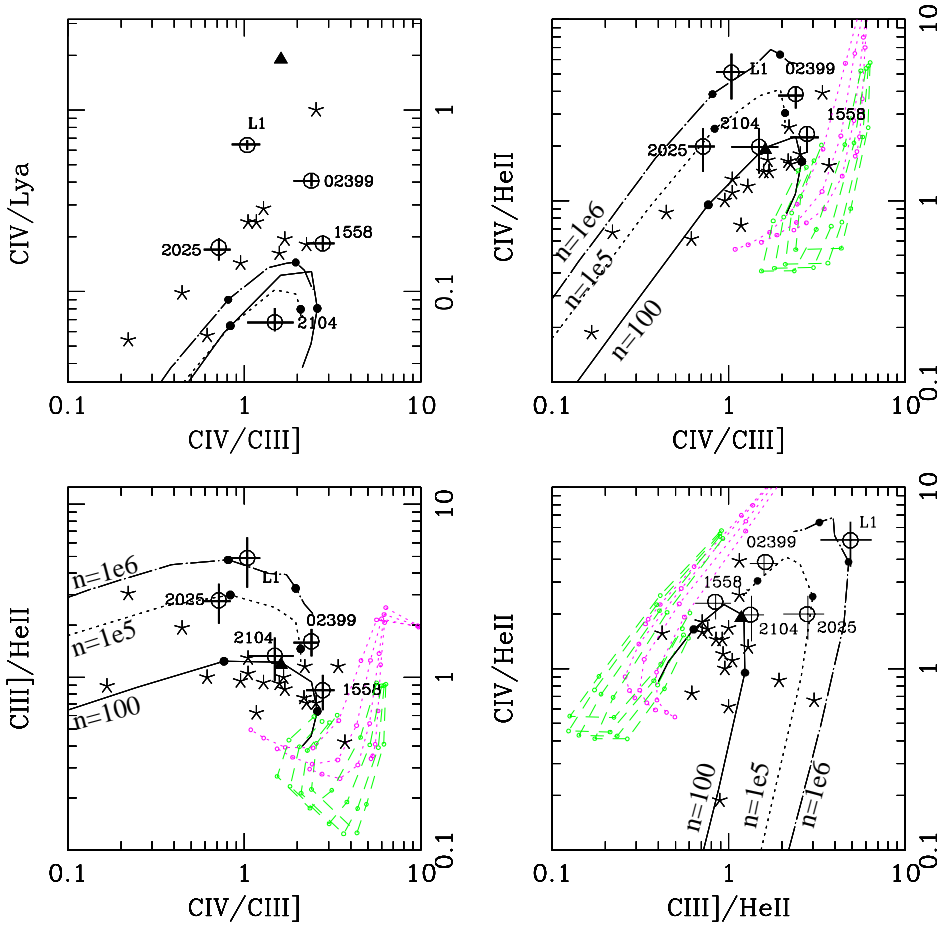 CIV/Lya
1
0.1
L1
02399
2025
1558
2104
0.1
1
10
CIV/CIII]
CIV/HeII
10
1
0.1
L1
02399
2104
2025
1558
n=1e6
n=1e5
n=100
0.1
1
10
CIV/CIII]
CIII]/HeII
10
1
0.1
n=1e6
n=1e5
n=100
L1
2025
2104
02399
1558
0.1
1
10
CIV/CIII]
CIV/HeII
10
1
0.1
L1
02399
1558
2104
2025
n=100
n=1e5
n=1e6
0.1
1
10
CIII]/HeII